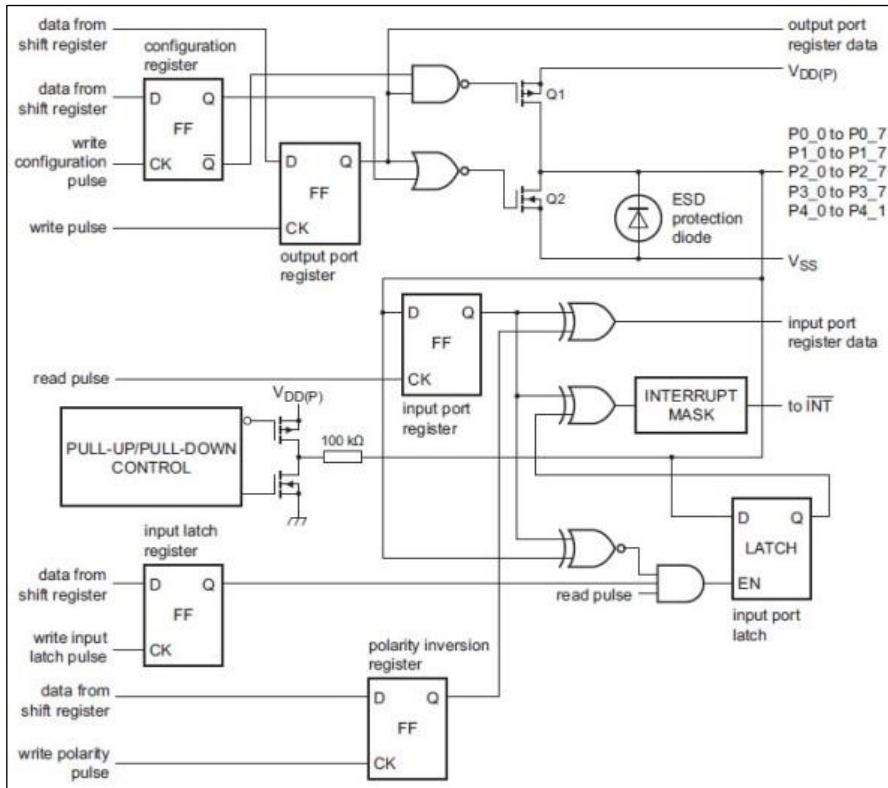 data from
shift register
configuration
register
data from
shift register
D
Q
FF
write
configuration
pulse
CK
Q
write pulse
D
Q
FF
CK
output port
register
Q1
Q2
output port
register data
VDD(P)
P0_0 to P0_7
P1_0 to P1_7
P2_0 to P2_7
P3_0 to P3_7
P4_0 to P4_1
ESD
protection
diode
VSS
D
Q
FF
CK
input port
register
read pulse
input port
register data
INTERRUPT
MASK
to INT
VDD(P)
PULL-UP/PULL-DOWN
CONTROL
100 kΩ
D
Q
LATCH
EN
input port
latch
read pulse
input latch
register
data from
shift register
D
Q
FF
write input
latch pulse
CK
polarity inversion
register
data from
shift register
D
Q
FF
write polarity
pulse
CK